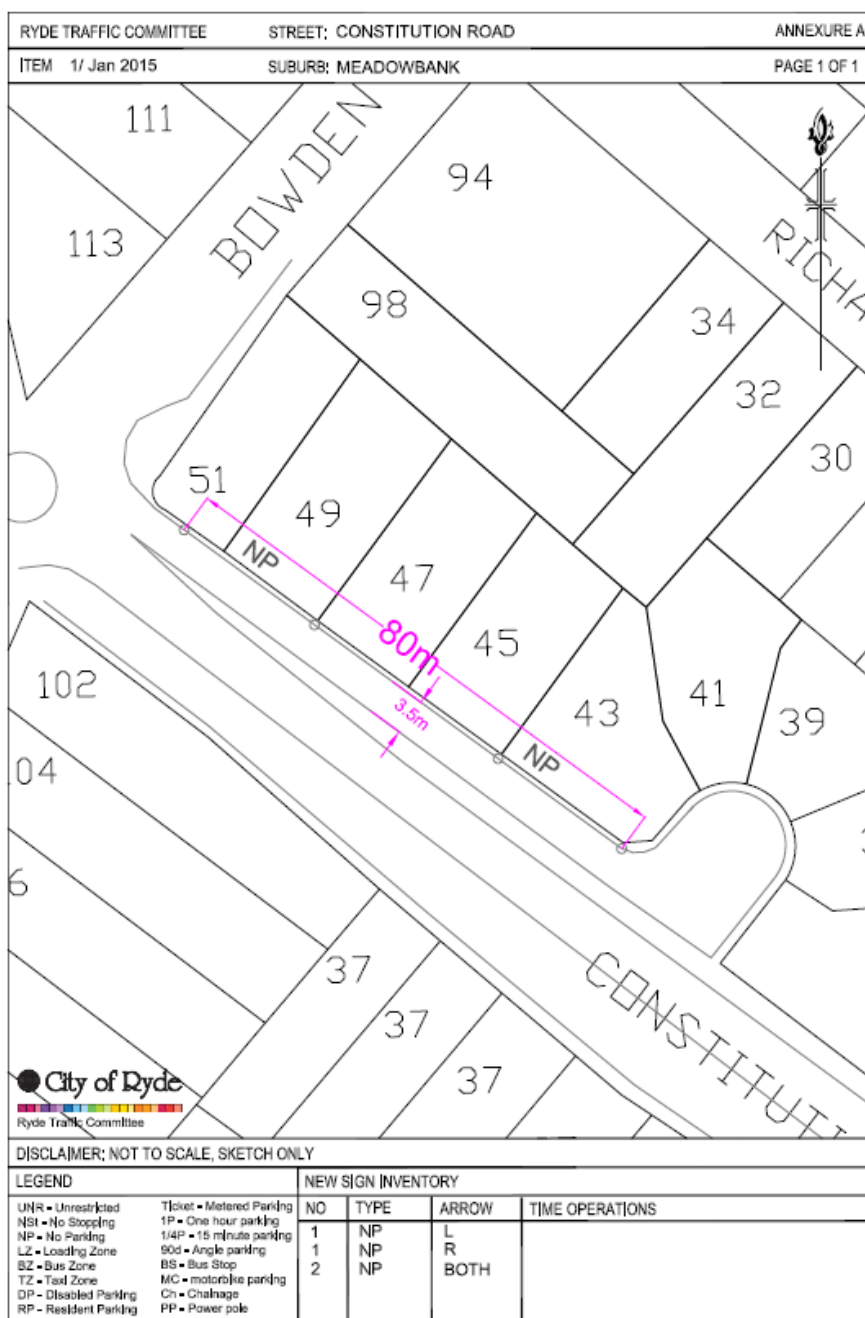 RYDE TRAFFIC COMMITTEE STREET: CONSTITUTION ROAD ANNEXURE A
ITEM 1/ Jan 2015 SUBURB: MEADOWBANK PAGE 1 OF 1
111
BOWDEN
94
113
RICHA
98
34
32
30
51
49
NP
47
80m
45
102
3.5m
43
41
39
NP
04
6
37
CONSTITUTI
37
37
City of Ryde
Ryde Traffic Committee
DISCLAIMER: NOT TO SCALE, SKETCH ONLY
LEGEND
UNR - Unrestricted
NSt - No Stopping
NP - No Parking
LZ - Loading Zone
BZ - Bus Zone
TZ - Taxi Zone
DP - Disabled Parking
RP - Resident Parking
Ticket - Metered Parking
1P - One hour parking
1/4P - 15 minute parking
90d - Angle parking
BS - Bus Stop
MC - motorbike parking
Ch - Chainage
PP - Power pole
NEW SIGN INVENTORY
NO TYPE ARROW TIME OPERATIONS
1 NP L
1 NP R
2 NP BOTH